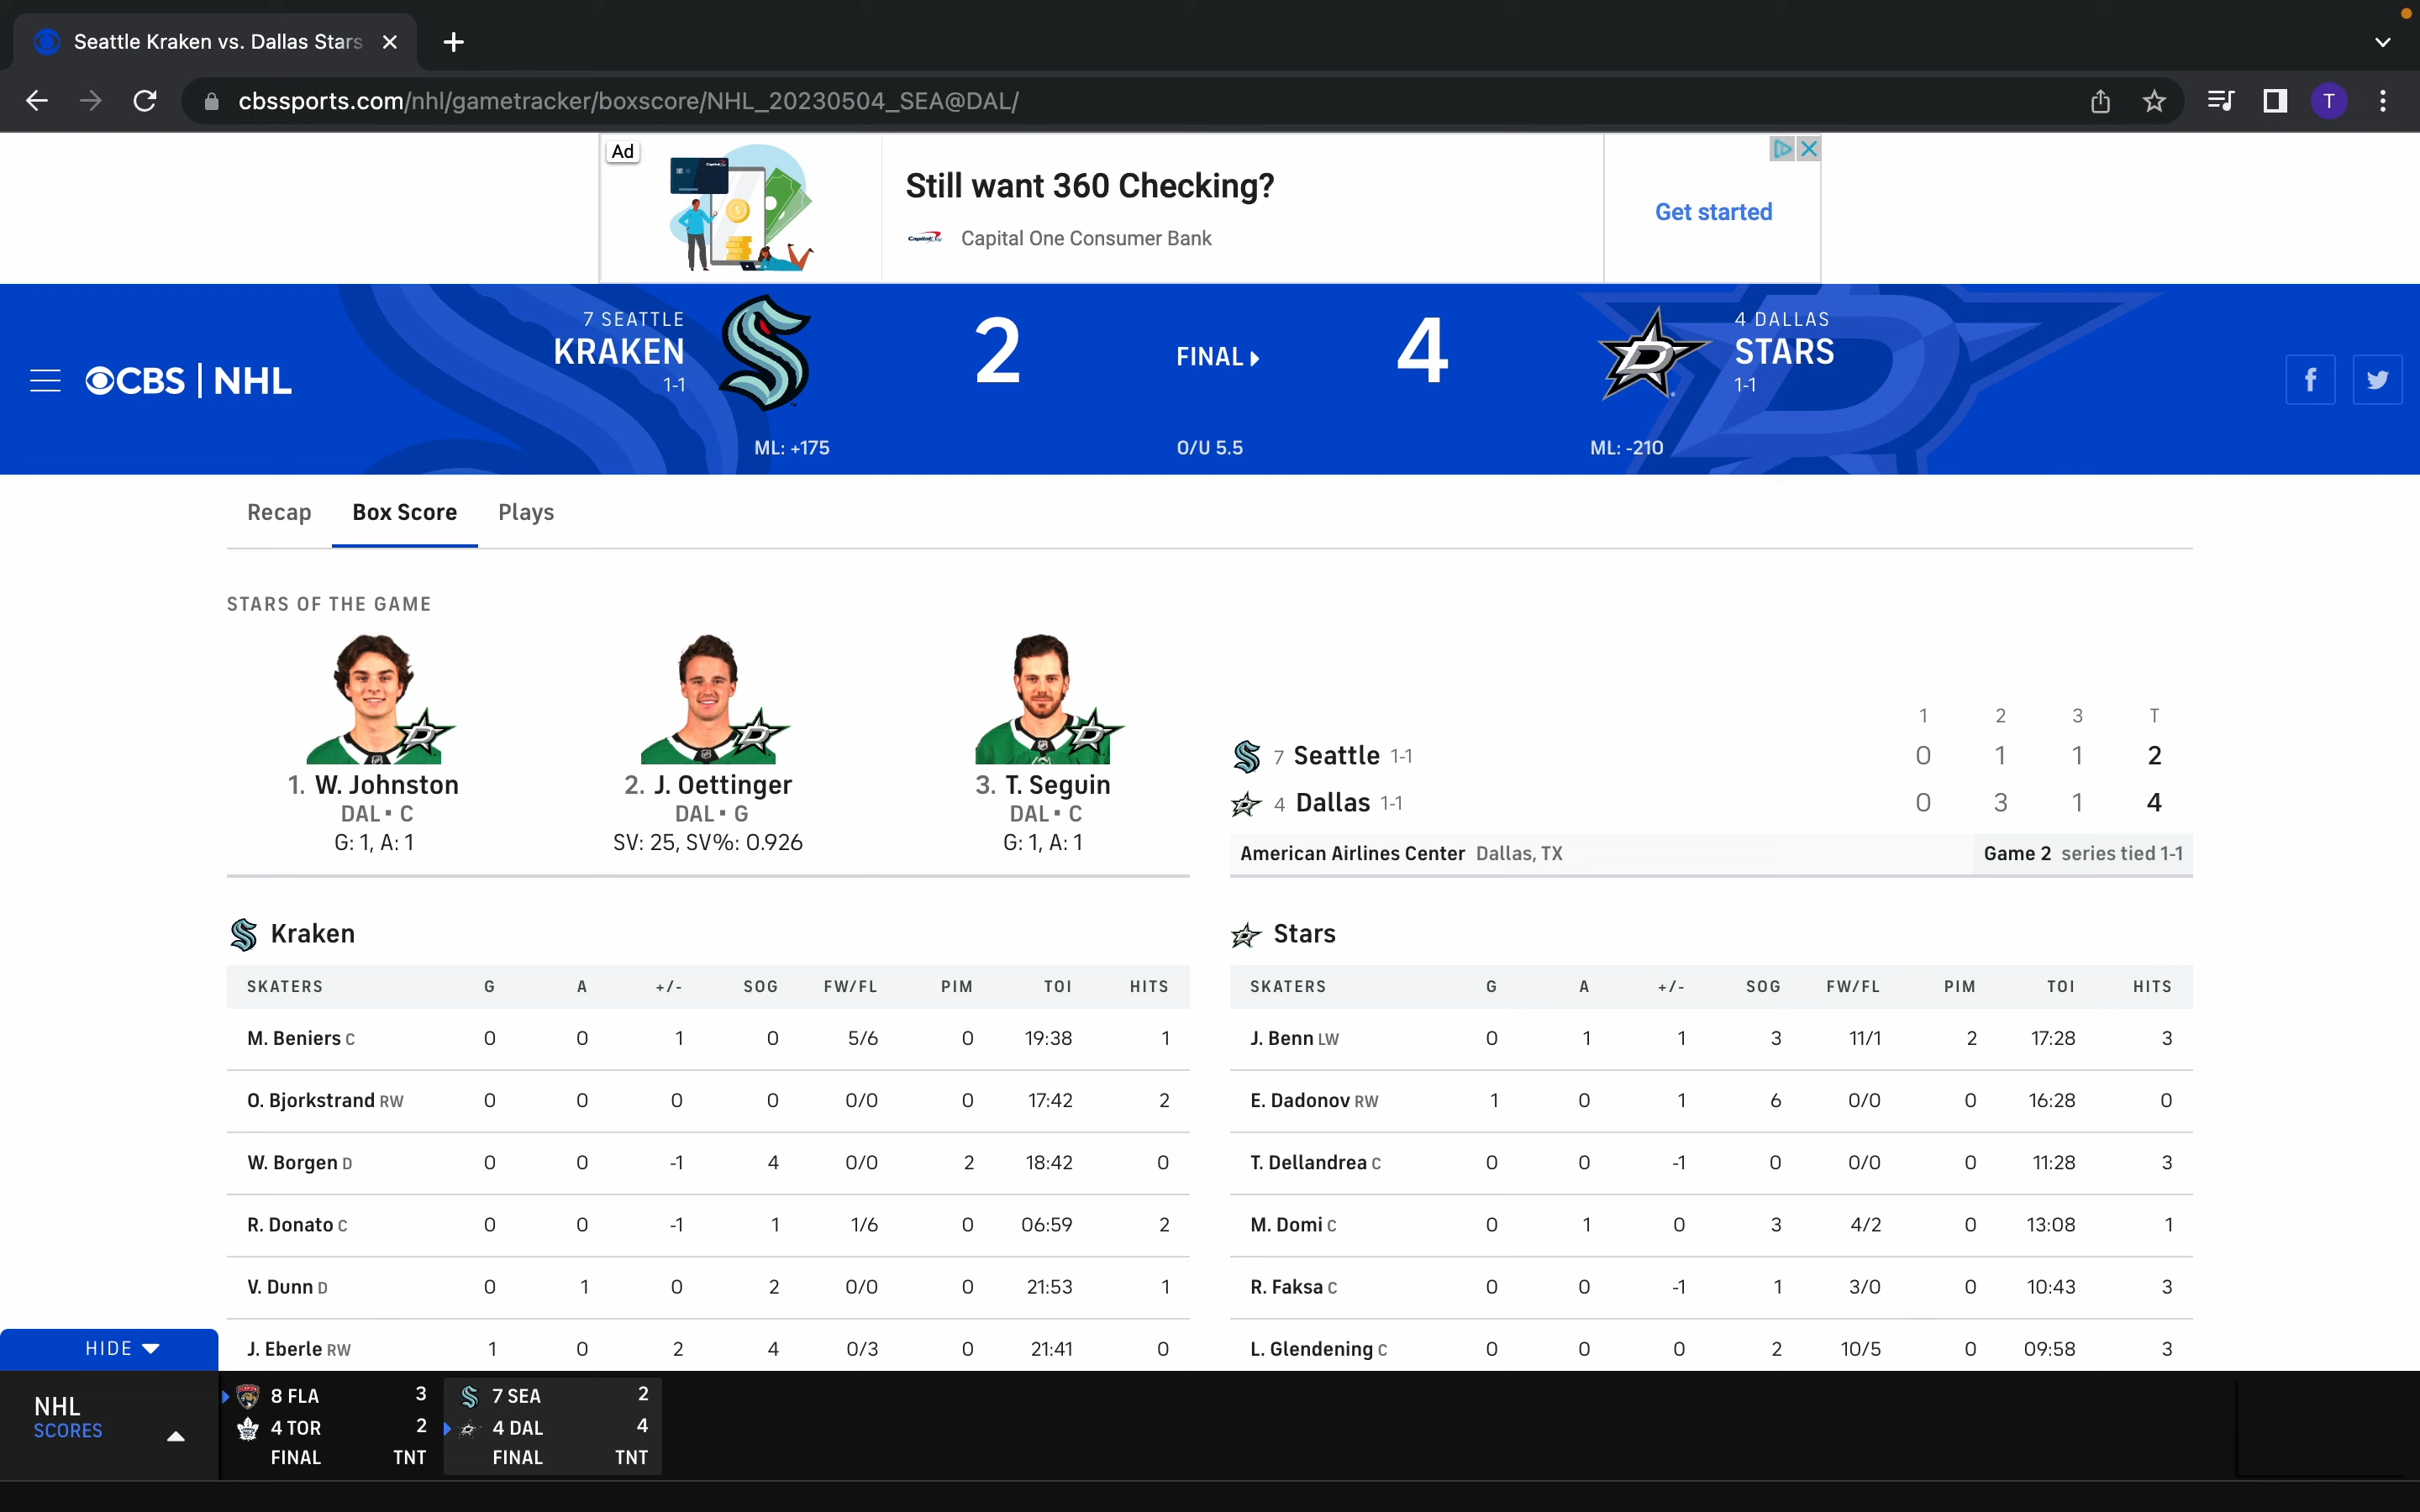 Seattle Kraken vs. Dallas Stars
cbssports.com/nhl/gametracker/boxscore/NHL_20230504_SEA@DAL/
T
Ad
Still want 360 Checking?
Capital One Capital One Consumer Bank
Get started
CBS | NHL
7 SEATTLE
KRAKEN
1-1
2
FINAL
4
4 DALLAS
STARS
1-1
ML: +175
O/U 5.5
ML: -210
Recap Box Score Plays
STARS OF THE GAME
1. W. Johnston
DAL · C
G: 1, A: 1
2. J. Oettinger
DAL · G
SV: 25, SV%: 0.926
3. T. Seguin
DAL · C
G: 1, A: 1
1 2 3 T
7 Seattle 1-1 0 1 1 2
4 Dallas 1-1 0 3 1 4
American Airlines Center Dallas, TX Game 2 series tied 1-1
Kraken
SKATERS G A +/- SOG FW/FL PIM TOI HITS
M. Beniers C 0 0 1 0 5/6 0 19:38 1
O. Bjorkstrand RW 0 0 0 0 0/0 0 17:42 2
W. Borgen D 0 0 -1 4 0/0 2 18:42 0
R. Donato C 0 0 -1 1 1/6 0 06:59 2
V. Dunn D 0 1 0 2 0/0 0 21:53 1
J. Eberle RW 1 0 2 4 0/3 0 21:41 0
Stars
SKATERS G A +/- SOG FW/FL PIM TOI HITS
J. Benn LW 0 1 1 3 11/1 2 17:28 3
E. Dadonov RW 1 0 1 6 0/0 0 16:28 0
T. Dellandrea C 0 0 -1 0 0/0 0 11:28 3
M. Domi C 0 1 0 3 4/2 0 13:08 1
R. Faksa C 0 0 -1 1 3/0 0 10:43 3
L. Glendening C 0 0 0 2 10/5 0 09:58 3
HIDE
NHL
SCORES
8 FLA 3
4 TOR 2
FINAL TNT
7 SEA 2
4 DAL 4
FINAL TNT